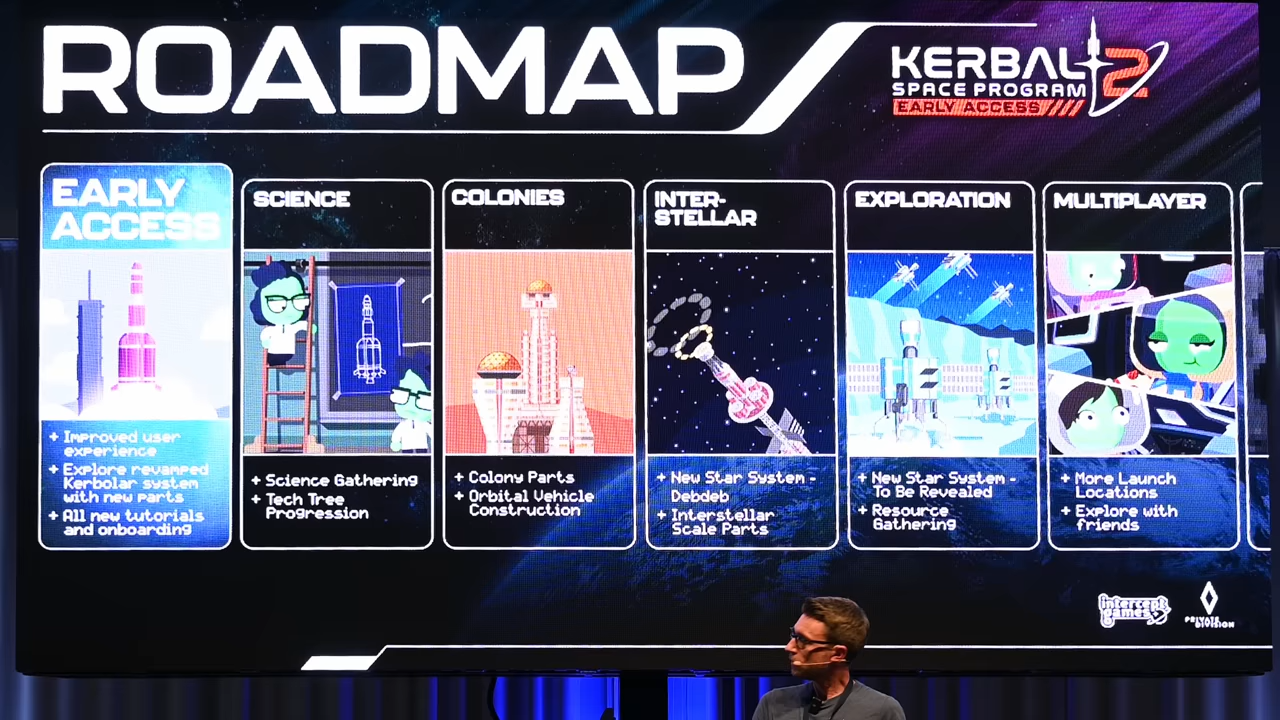 ROADMAP
KERBAL
SPACE PROGRAM
2
EARLY ACCESS
EARLY
ACCESS
+ Improved user
experience
+ Explore revamped
Kerbolar system
with new parts
+ All new tutorials
and onboarding
SCIENCE
+ Science Gathering
+ Tech Tree
Progression
COLONIES
+ Colony Parts
+ Orbital Vehicle
Construction
INTER-
STELLAR
+ New Star System -
Debdeb
+ Interstellar
Scale Parts
EXPLORATION
+ New Star System -
To Be Revealed
+ Resource
Gathering
MULTIPLAYER
+ More Launch
Locations
+ Explore with
friends
intercept
games
PRIVATE
DIVISION